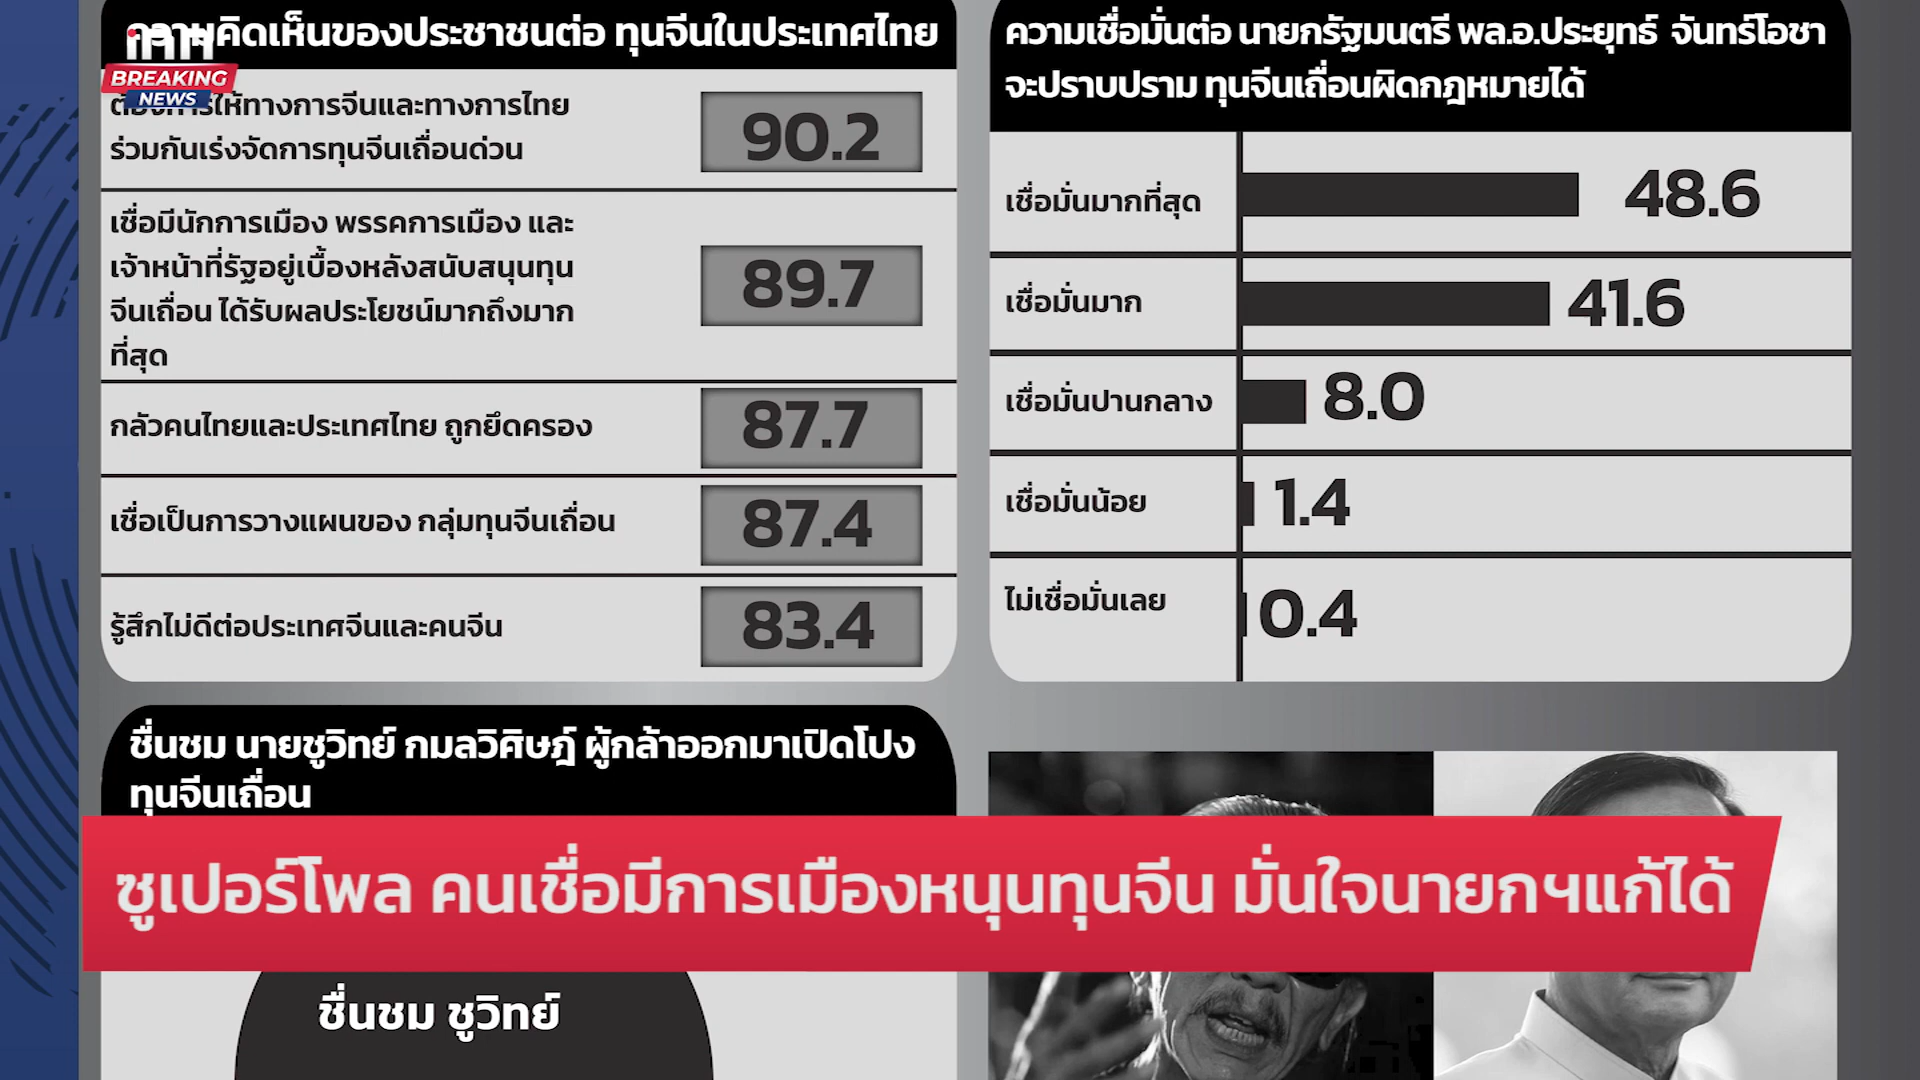 ความคิดเห็นของประชาชนต่อ ทุนจีนในประเทศไทย
inn
BREAKING
NEWS
ต้องการให้ทางการจีนและทางการไทย
ร่วมกันเร่งจัดการทุนจีนเถื่อนด่วน
90.2
เชื่อมีนักการเมือง พรรคการเมือง และ
เจ้าหน้าที่รัฐอยู่เบื้องหลังสนับสนุนทุน
จีนเถื่อน ได้รับผลประโยชน์มากถึงมาก
ที่สุด
89.7
กลัวคนไทยและประเทศไทย ถูกยึดครอง
87.7
เชื่อเป็นการวางแผนของ กลุ่มทุนจีนเถื่อน
87.4
รู้สึกไม่ดีต่อประเทศจีนและคนจีน
83.4
ความเชื่อมั่นต่อ นายกรัฐมนตรี พล.อ.ประยุทธ์ จันทร์โอชา
จะปราบปราม ทุนจีนเถื่อนผิดกฎหมายได้
เชื่อมั่นมากที่สุด 48.6
เชื่อมั่นมาก 41.6
เชื่อมั่นปานกลาง 8.0
เชื่อมั่นน้อย 1.4
ไม่เชื่อมั่นเลย 0.4
ชื่นชม นายชูวิทย์ กมลวิศิษฎ์ ผู้กล้าออกมาเปิดโปง
ทุนจีนเถื่อน
ซูเปอร์โพล คนเชื่อมีการเมืองหนุนทุนจีน มั่นใจนายกฯแก้ได้
ชื่นชม ชูวิทย์